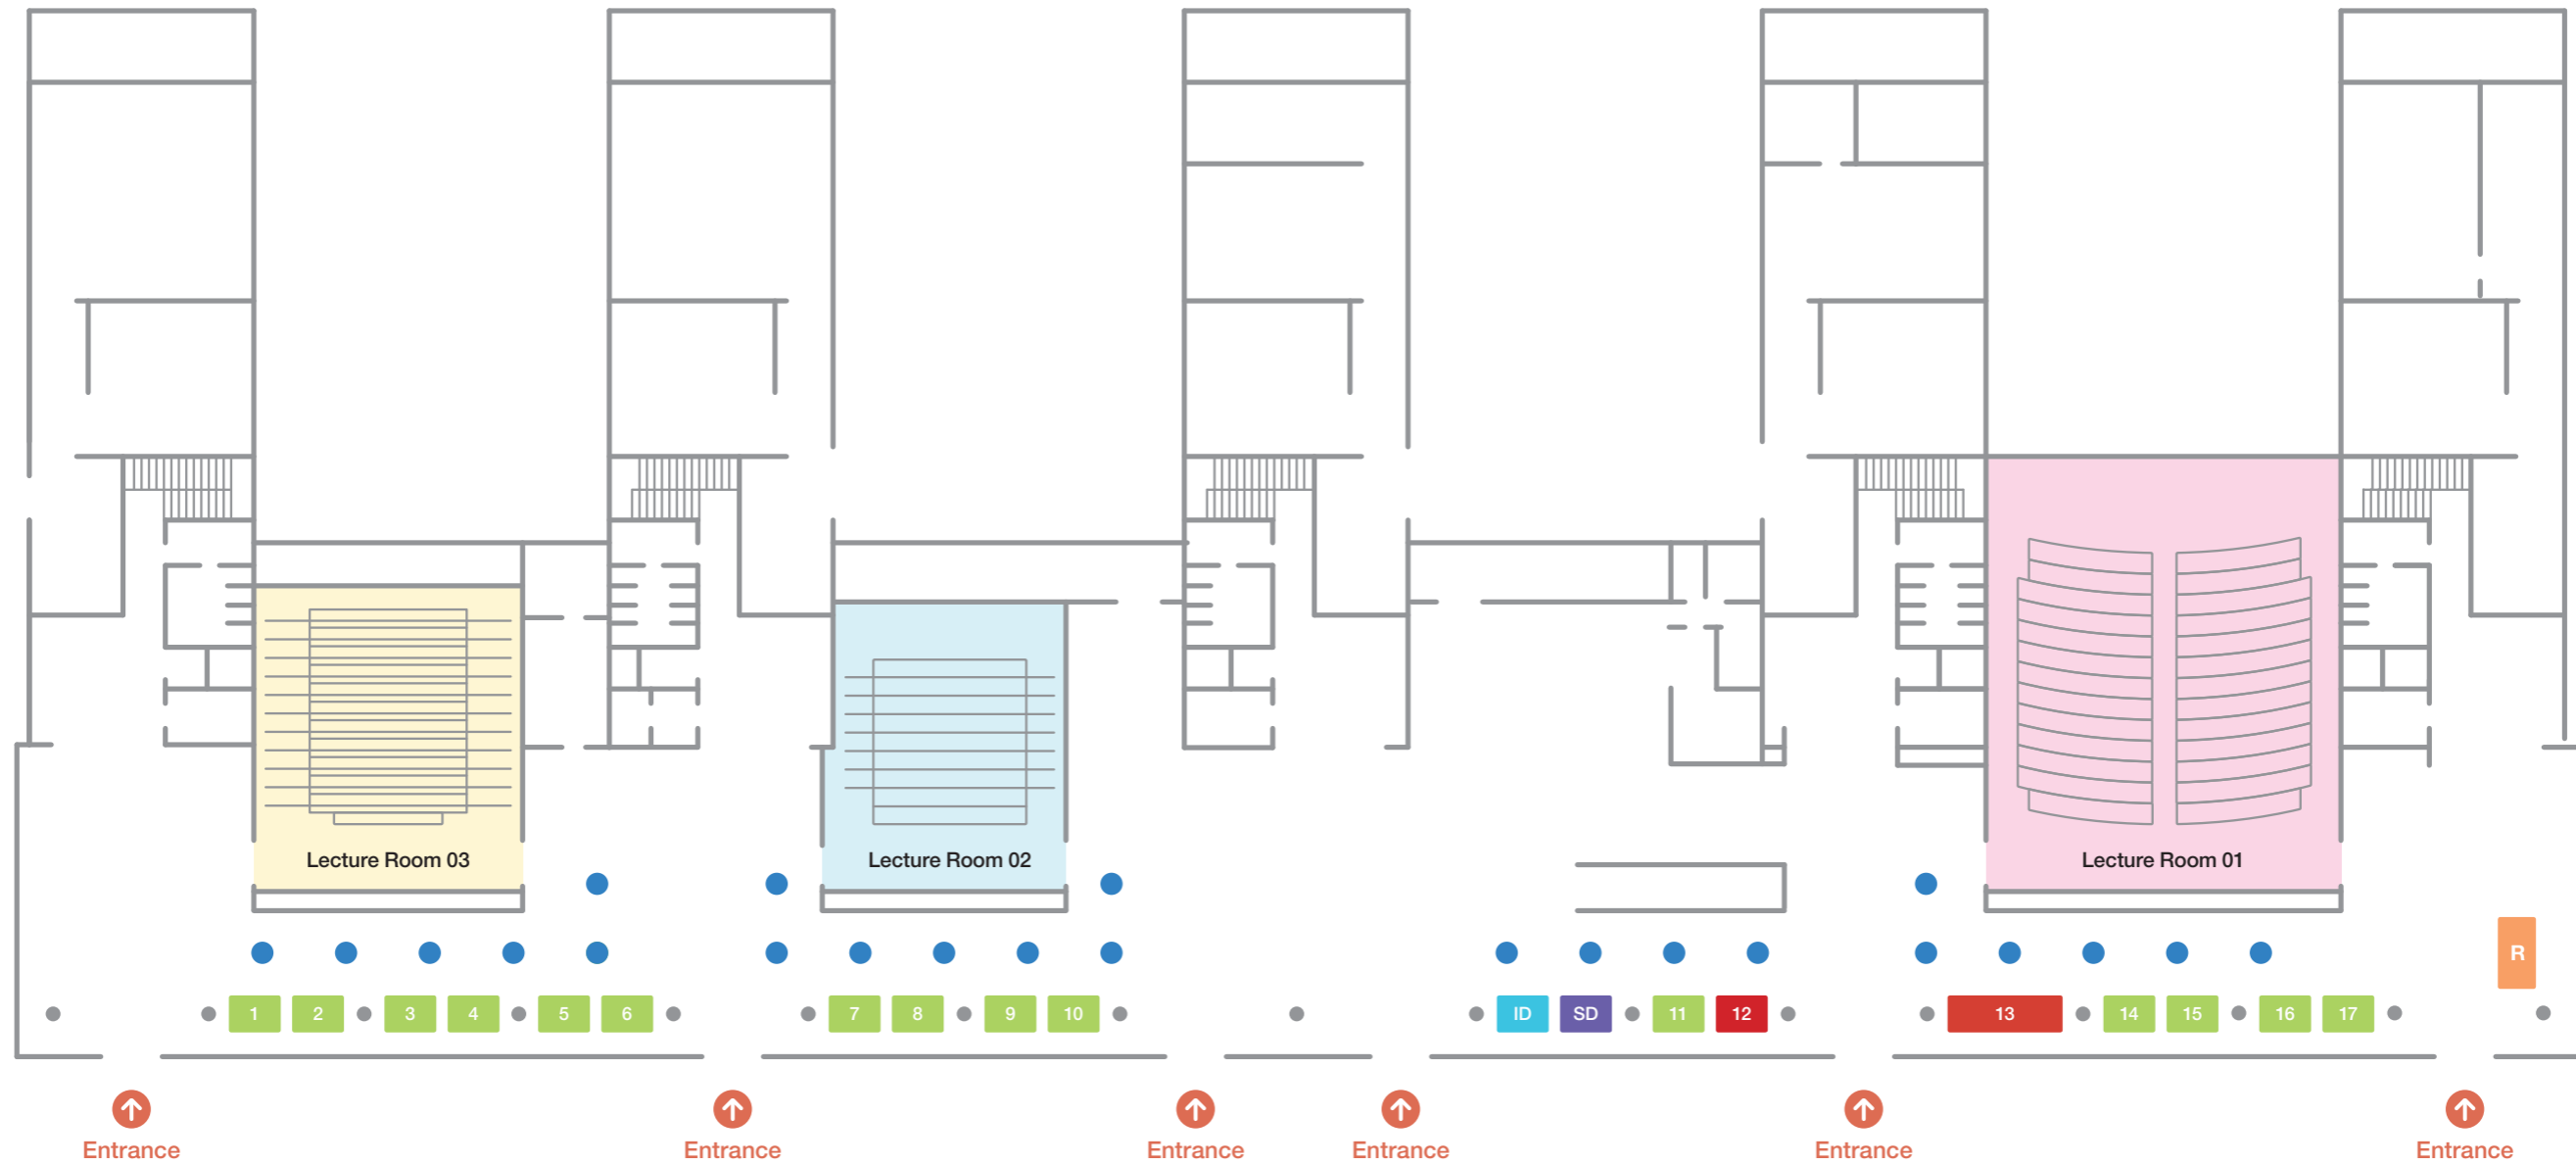 Lecture Room 03
Lecture Room 02
Lecture Room 01
R
1 2 3 4 5 6 7 8 9 10 ID SD 11 12 13 14 15 16 17
Entrance Entrance Entrance Entrance Entrance Entrance